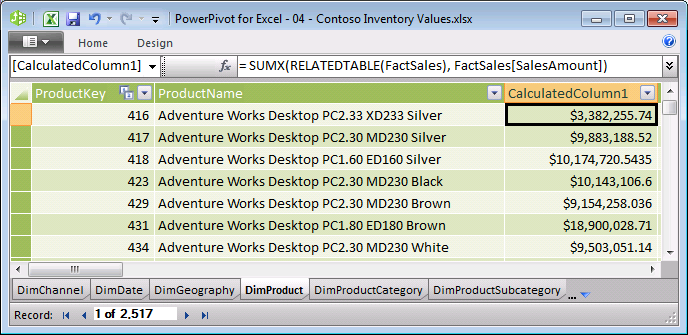 PowerPivot for Excel - 04 - Contoso Inventory Values.xlsx
Home Design
[CalculatedColumn1] fx = SUMX(RELATEDTABLE(FactSales), FactSales[SalesAmount])
ProductKey ProductName CalculatedColumn1
416 Adventure Works Desktop PC2.33 XD233 Silver $3,382,255.74
417 Adventure Works Desktop PC2.30 MD230 Silver $9,883,188.52
418 Adventure Works Desktop PC1.60 ED160 Silver $10,174,720.5435
423 Adventure Works Desktop PC2.30 MD230 Black $10,143,106.6
429 Adventure Works Desktop PC2.30 MD230 Brown $9,154,258.036
431 Adventure Works Desktop PC1.80 ED180 Brown $18,900,028.71
434 Adventure Works Desktop PC2.30 MD230 White $9,503,051.14
DimChannel DimDate DimGeography DimProduct DimProductCategory DimProductSubcategory ...
Record: 1 of 2,517